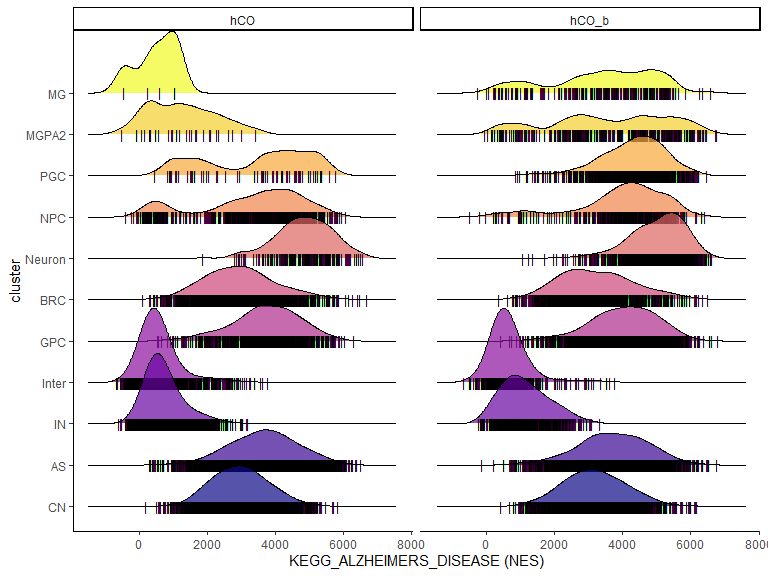 hCO
hCO_b
MG
MGPA2
PGC
NPC
Neuron
BRC
GPC
Inter
IN
AS
CN
cluster
0 2000 4000 6000 8000
0 2000 4000 6000 800
KEGG_ALZHEIMERS_DISEASE (NES)